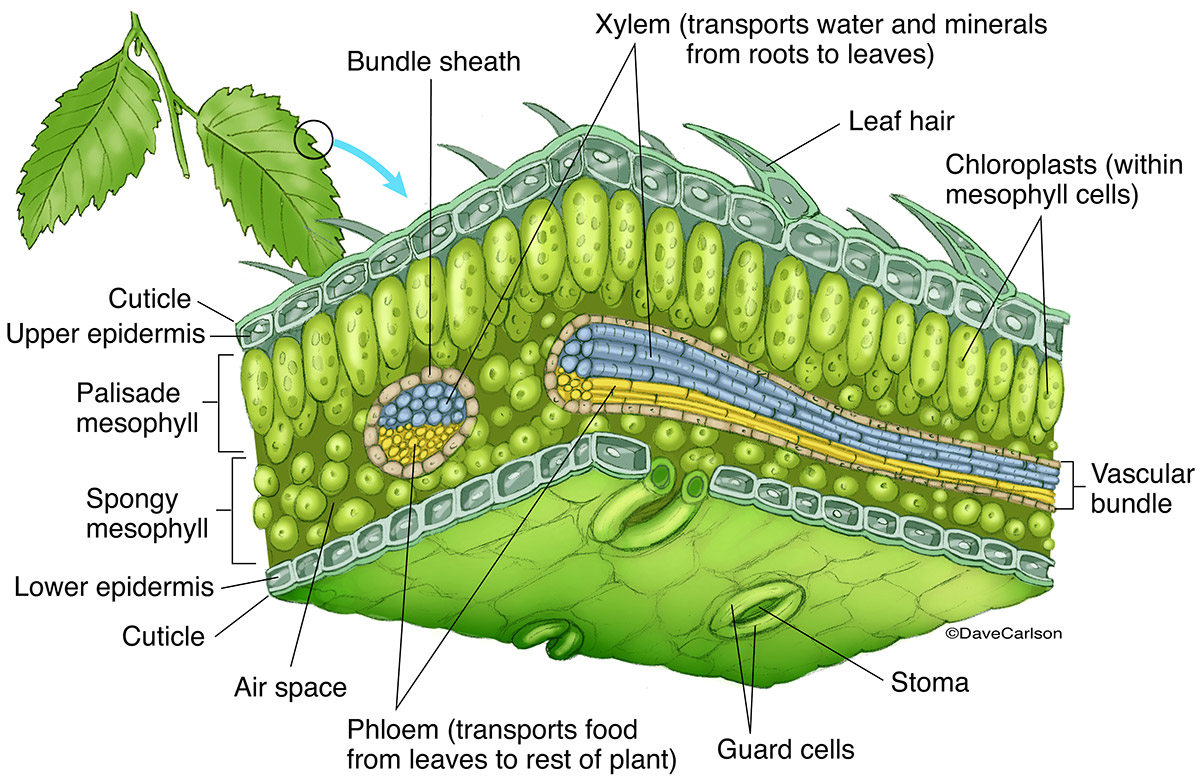 Xylem (transports water and minerals
from roots to leaves)
Bundle sheath
Leaf hair
Chloroplasts (within
mesophyll cells)
Cuticle
Upper epidermis
Palisade
mesophyll
Spongy
mesophyll
Vascular
bundle
Lower epidermis
Cuticle
©DaveCarlson
Air space
Stoma
Phloem (transports food
from leaves to rest of plant)
Guard cells